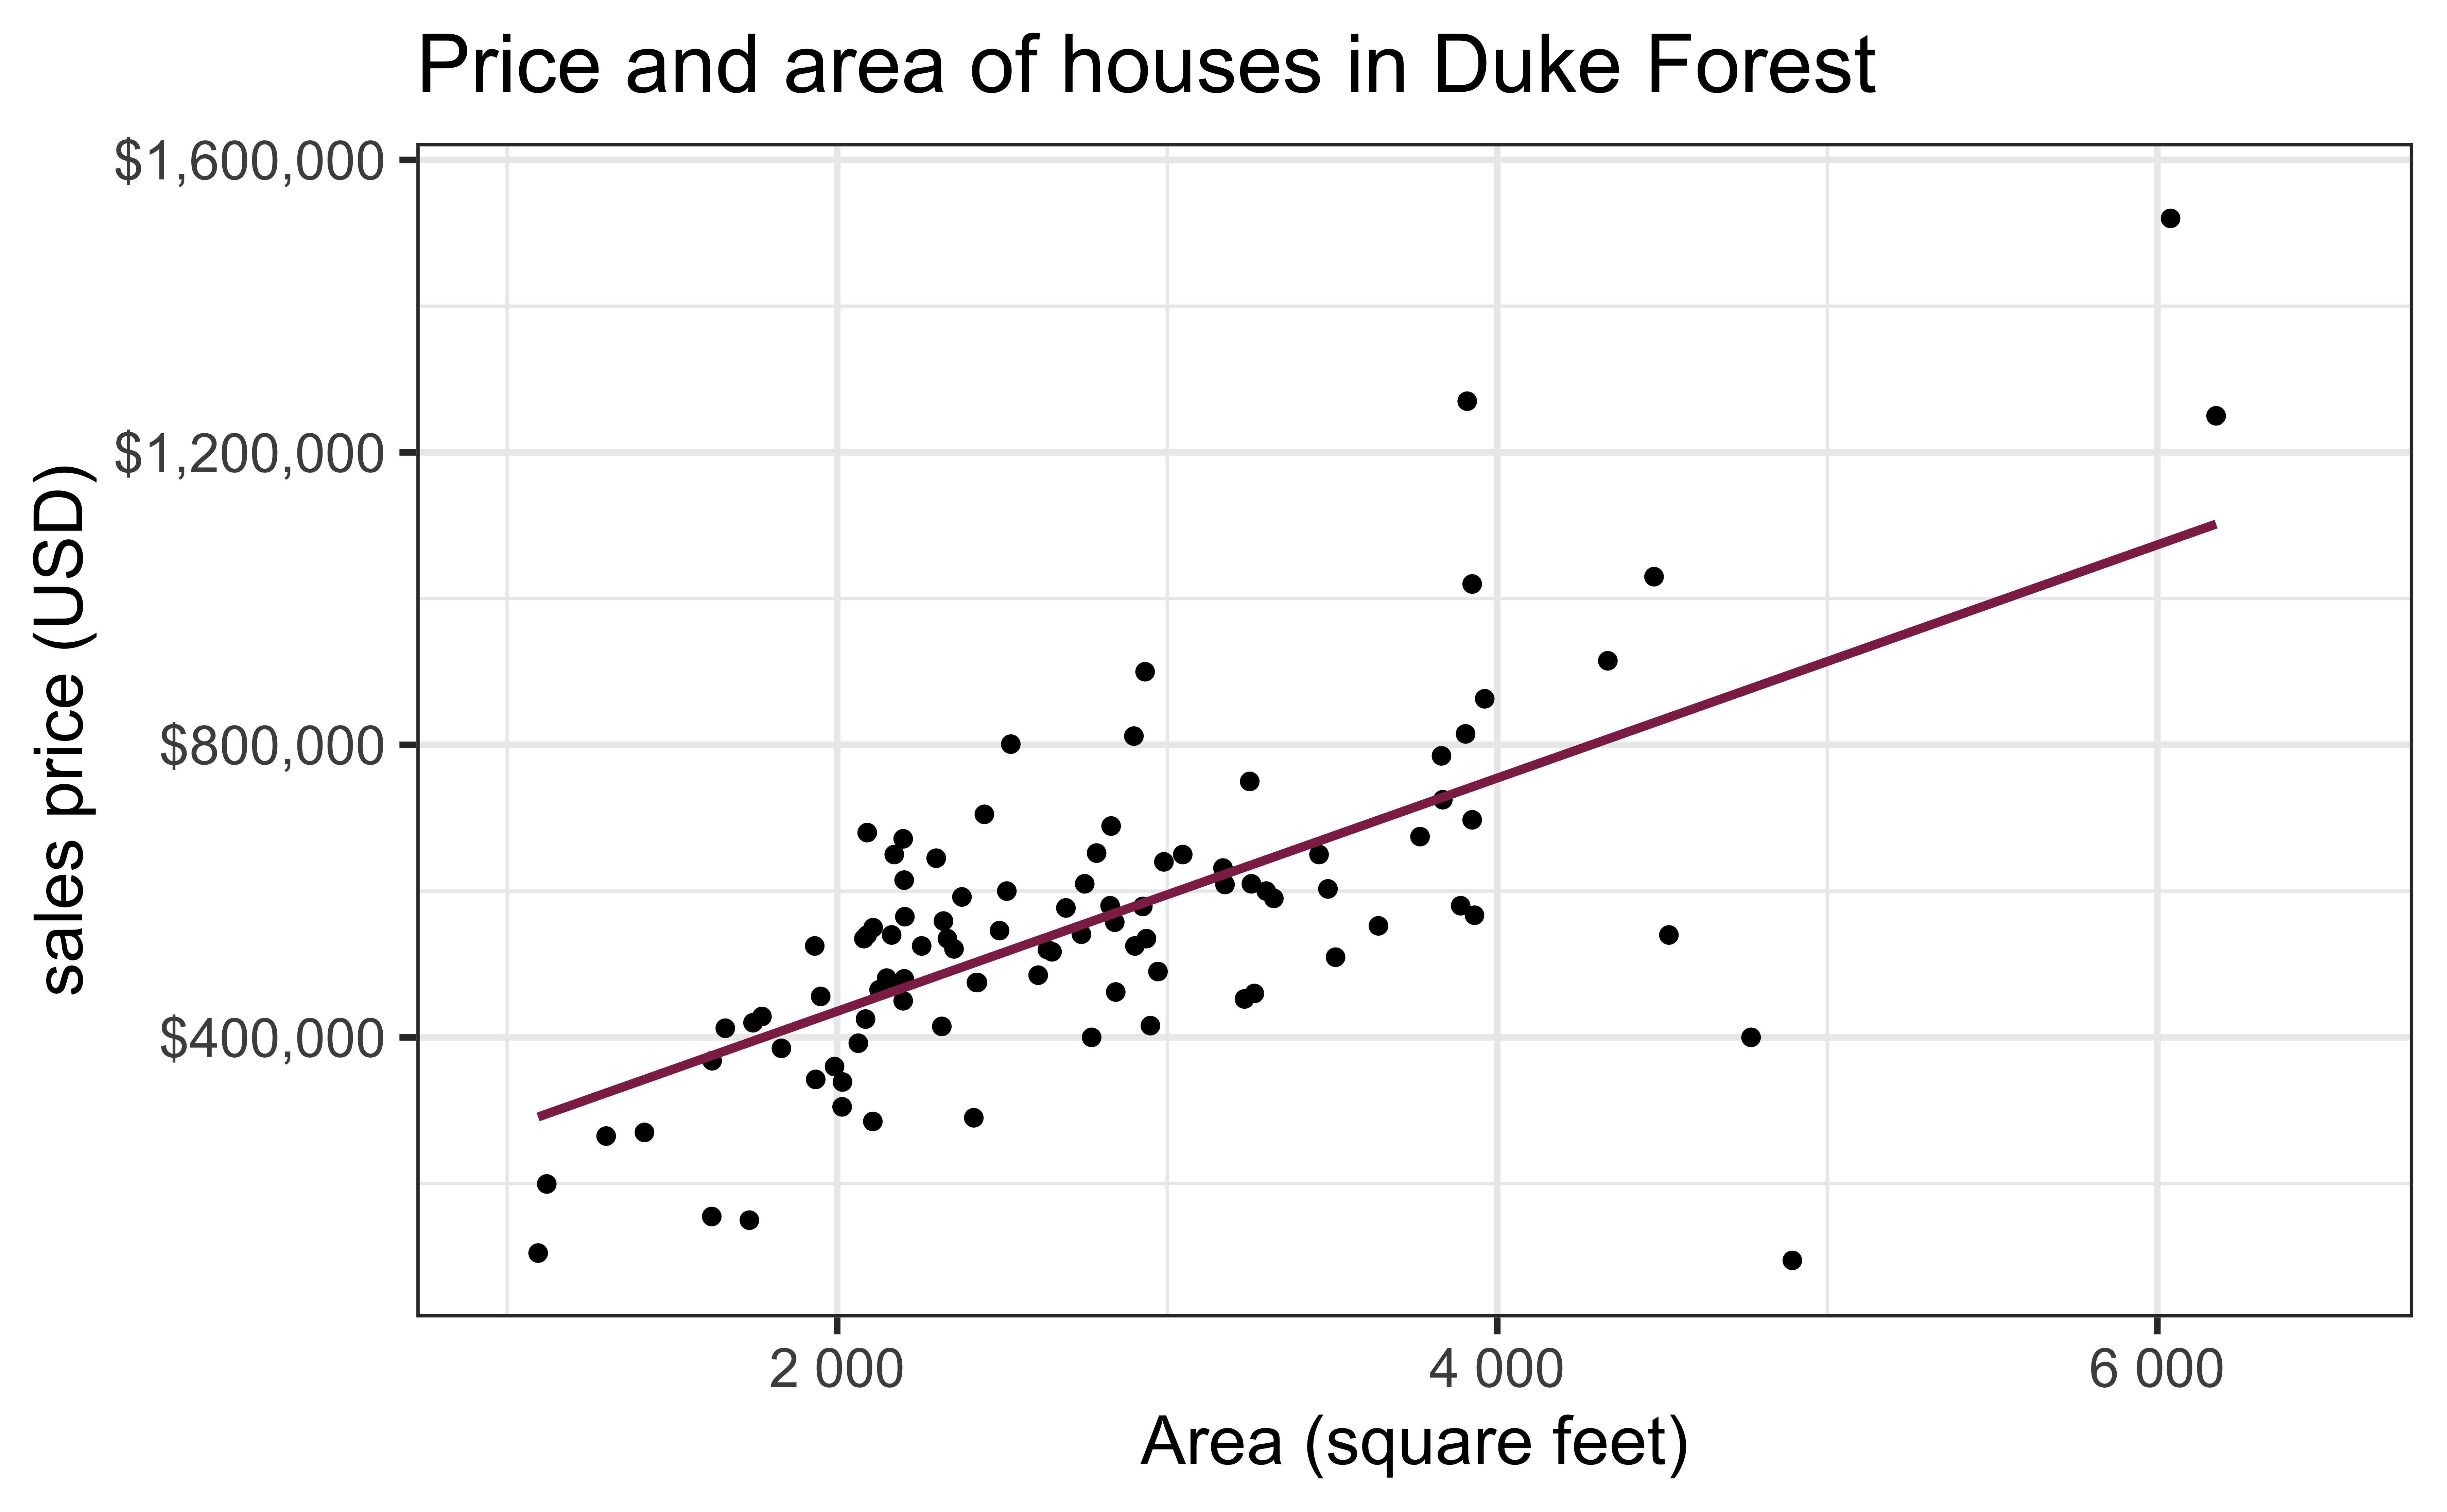 Price and area of houses in Duke Forest
$1,600,000
$1,200,000
$800,000
$400,000
sales price (USD)
2 000
4 000
6 000
Area (square feet)